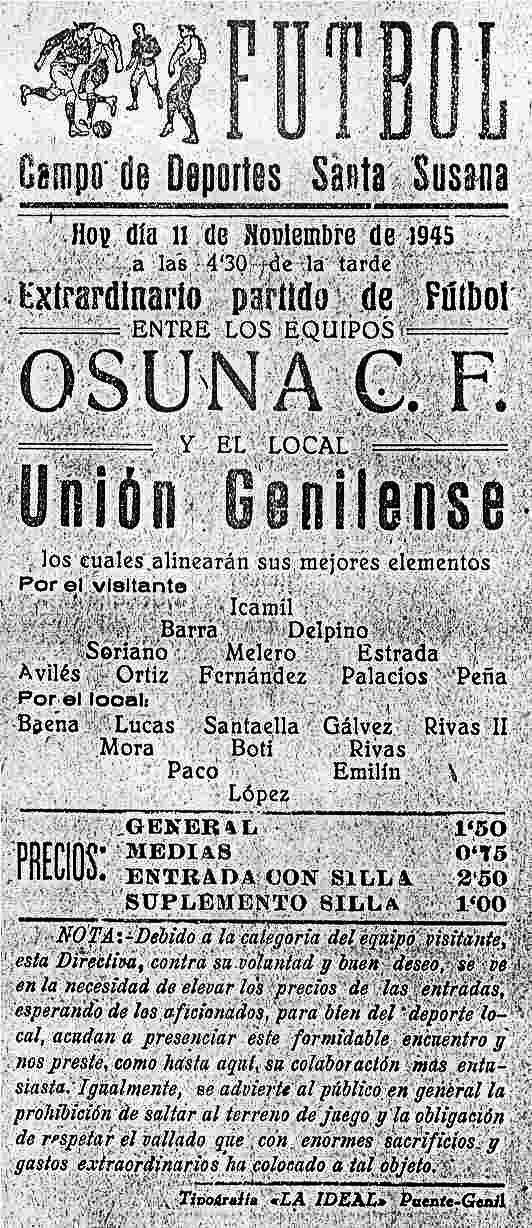 FUTBOL
Campo de Deportes Santa Susana
Hoy día 11 de Noviembre de 1945
a las 4'30 de la tarde
Extrardinario partido de Fútbol
ENTRE LOS EQUIPOS
OSUNA C. F.
Y EL LOCAL
Unión Genilense
los cuales alinearán sus mejores elementos
Por el visitante
Icamil
Barra Delpino
Soriano Melero Estrada
Avilés Ortiz Fernández Palacios Peña
Por el local:
Baena Lucas Santaella Gálvez Rivas II
Mora Boti Rivas
Paco Emilín
López
PRECIOS:
GENERAL 1'50
MEDIAS 0'75
ENTRADA CON SILLA 2'50
SUPLEMENTO SILLA 1'00
NOTA:-Debido a la categoría del equipo visitante,
esta Directiva, contra su voluntad y buen deseo, se ve
en la necesidad de elevar los precios de las entradas,
esperando de los aficionados, para bien del deporte lo-
cal, acudan a presenciar este formidable encuentro y
nos preste, como hasta aquí, su colaboración más entu-
siasta. Igualmente, se advierte al público en general la
prohibición de saltar al terreno de juego y la obligación
de respetar el vallado que con enormes sacrificios y
gastos extraordinarios ha colocado a tal objeto.
Tipografía «LA IDEAL» Puente-Genil